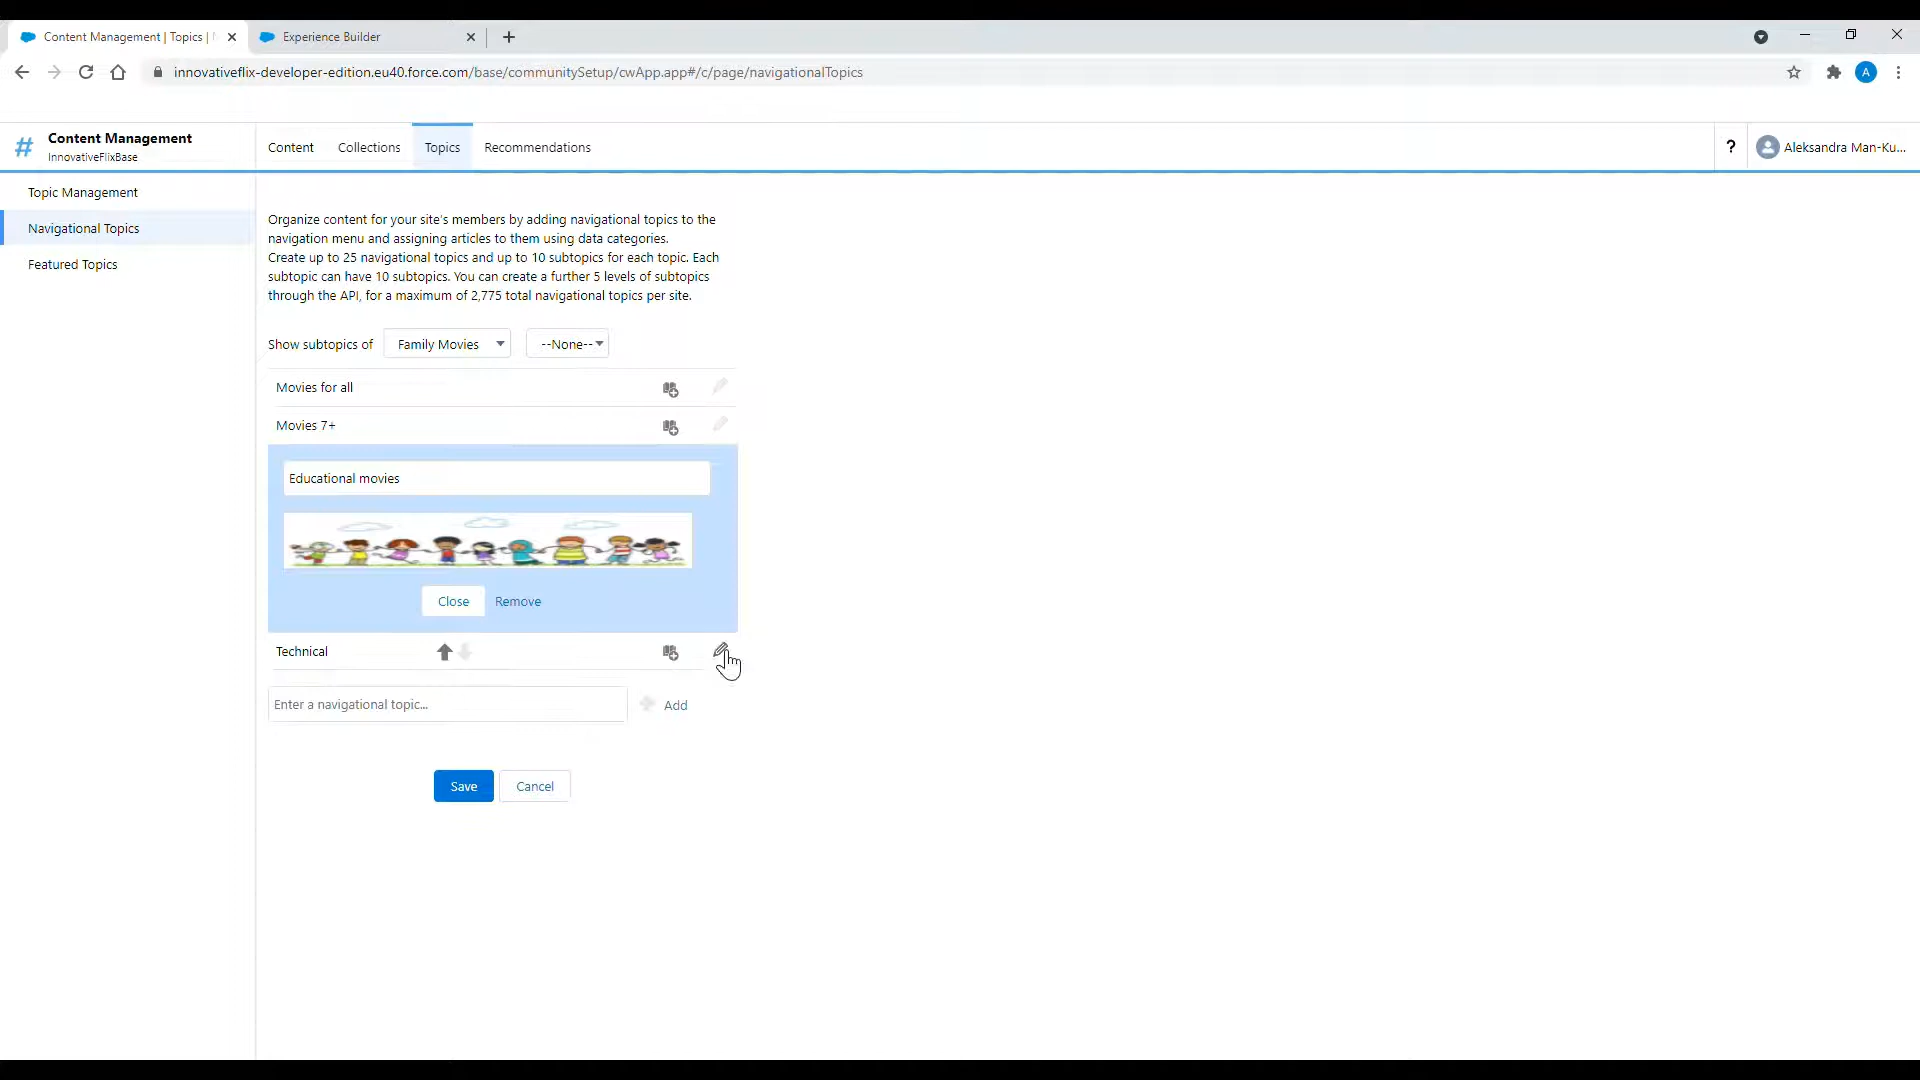 Content Management | Topics |
Experience Builder
innovativeflix-developer-edition.eu40.force.com/base/communitySetup/cwApp.app#/c/page/navigationalTopics
A
Content Management
InnovativeFlixBase
Content
Collections
Topics
Recommendations
?
Aleksandra Man-Ku...
Topic Management
Navigational Topics
Featured Topics
Organize content for your site's members by adding navigational topics to the
navigation menu and assigning articles to them using data categories.
Create up to 25 navigational topics and up to 10 subtopics for each topic. Each
subtopic can have 10 subtopics. You can create a further 5 levels of subtopics
through the API, for a maximum of 2,775 total navigational topics per site.
Show subtopics of Family Movies --None--
Movies for all
Movies 7+
Educational movies
Close Remove
Technical
Enter a navigational topic... Add
Save Cancel